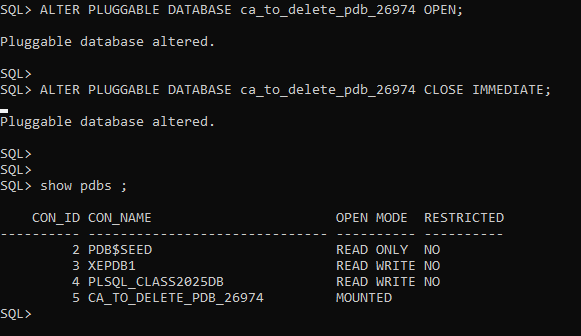 SQL> ALTER PLUGGABLE DATABASE ca_to_delete_pdb_26974 OPEN;
Pluggable database altered.
SQL>
SQL> ALTER PLUGGABLE DATABASE ca_to_delete_pdb_26974 CLOSE IMMEDIATE;
Pluggable database altered.
SQL>
SQL>
SQL> show pdbs ;
    CON_ID CON_NAME                       OPEN MODE  RESTRICTED
---------- ------------------------------ ---------- ----------
         2 PDB$SEED                       READ ONLY  NO
         3 XEPDB1                         READ WRITE NO
         4 PLSQL_CLASS2025DB              READ WRITE NO
         5 CA_TO_DELETE_PDB_26974         MOUNTED
SQL>